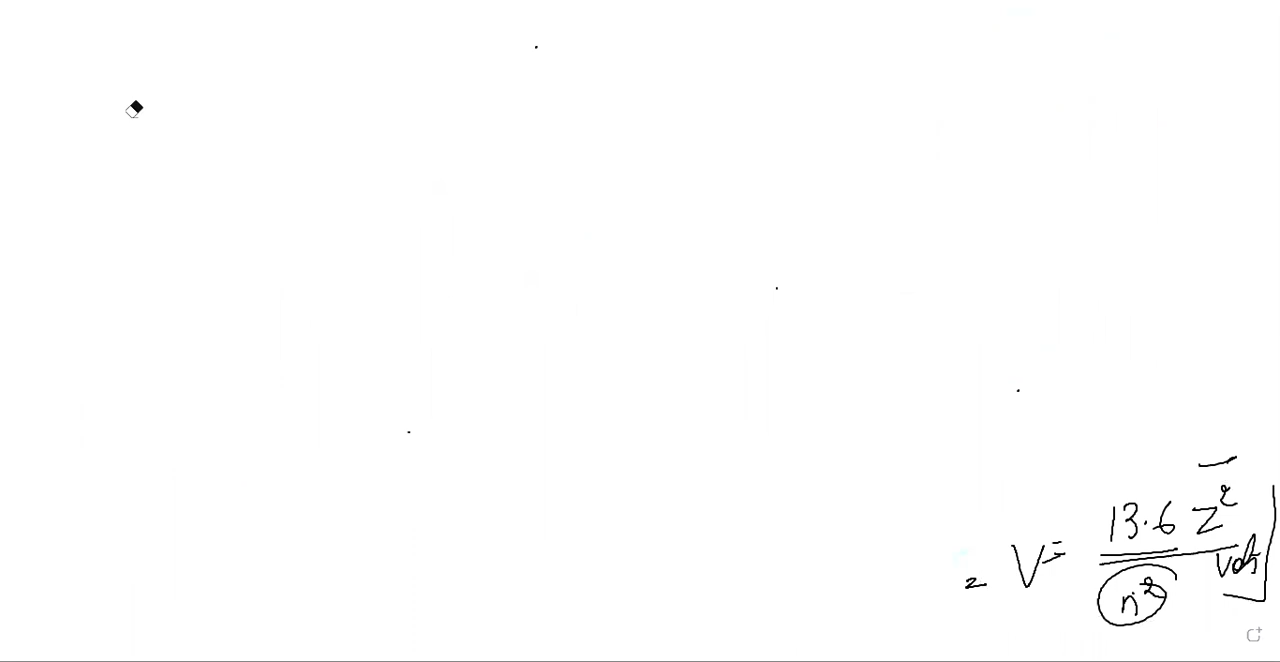 = V = 13.6 z² / n² volt